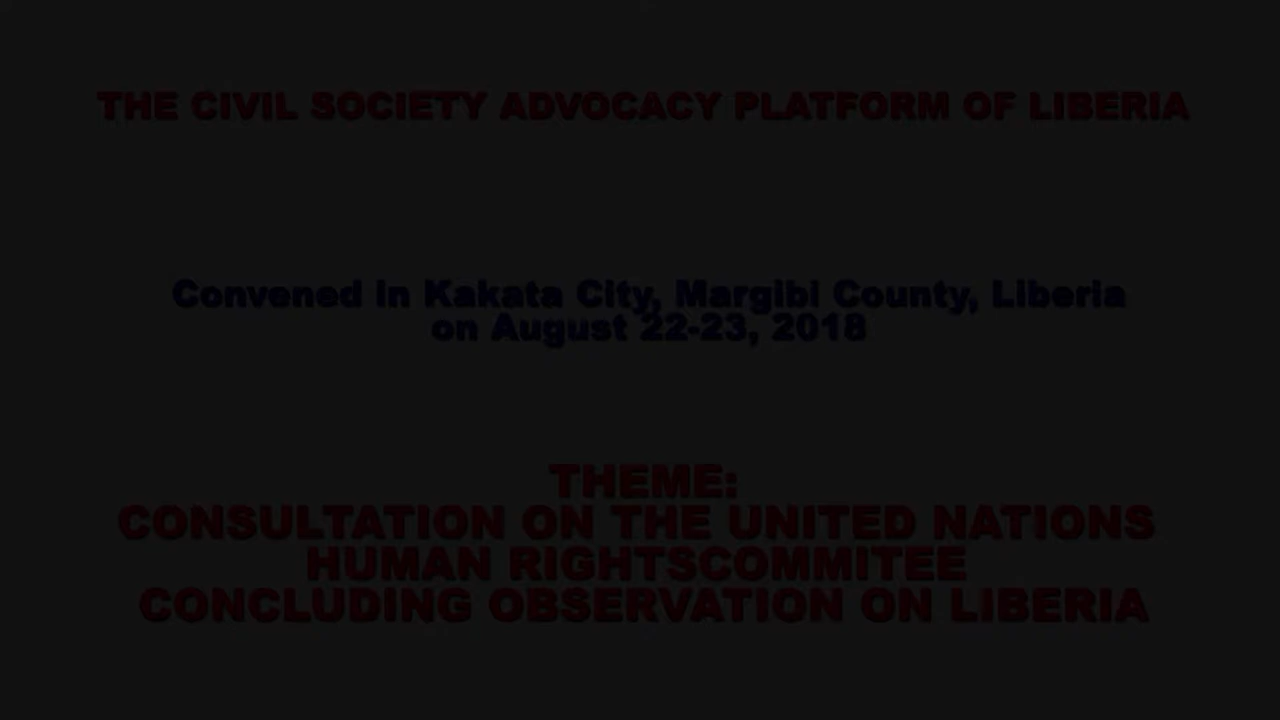 THE CIVIL SOCIETY ADVOCACY PLATFORM OF LIBERIA
Convened In Kakata City, Margibi County, Liberia
on August 22-23, 2018
THEME:
CONSULTATION ON THE UNITED NATIONS
HUMAN RIGHTSCOMMITEE
CONCLUDING OBSERVATION ON LIBERIA